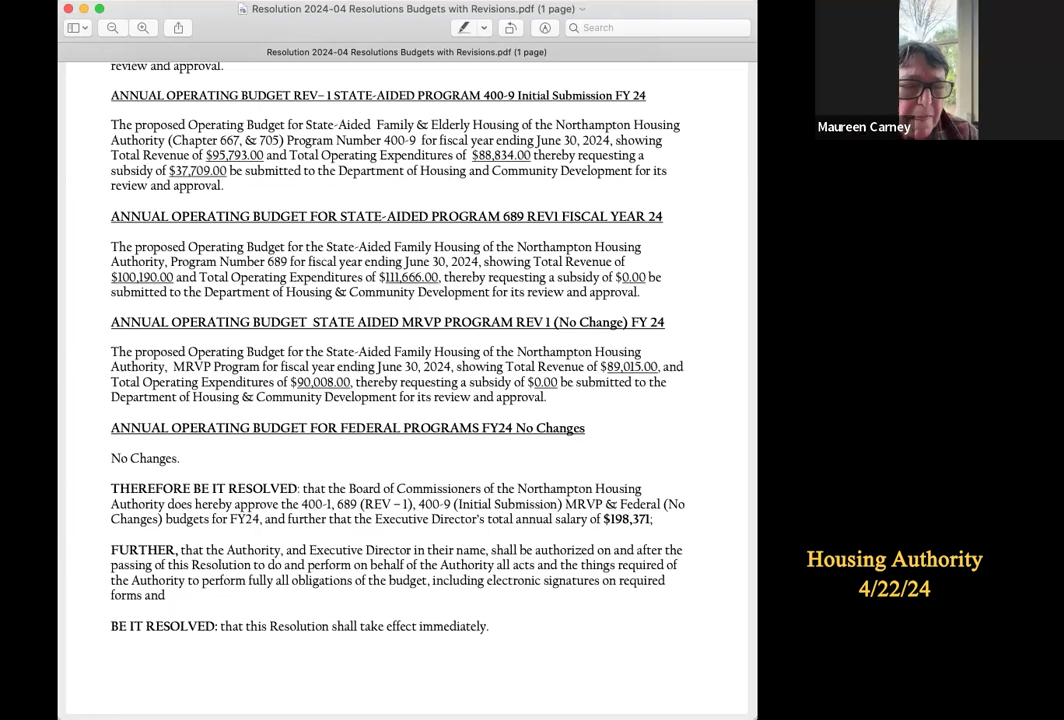 Resolution 2024-04 Resolutions Budgets with Revisions.pdf (1 page)
Search
Resolution 2024-04 Resolutions Budgets with Revisions.pdf (1 page)
review and approval.
ANNUAL OPERATING BUDGET REV– 1 STATE-AIDED PROGRAM 400-9 Initial Submission FY 24
The proposed Operating Budget for State-Aided Family & Elderly Housing of the Northampton Housing
Authority (Chapter 667, & 705) Program Number 400-9 for fiscal year ending June 30, 2024, showing
Total Revenue of $95,793.00 and Total Operating Expenditures of $88,834.00 thereby requesting a
subsidy of $37,709.00 be submitted to the Department of Housing and Community Development for its
review and approval.
ANNUAL OPERATING BUDGET FOR STATE-AIDED PROGRAM 689 REV1 FISCAL YEAR 24
The proposed Operating Budget for the State-Aided Family Housing of the Northampton Housing
Authority, Program Number 689 for fiscal year ending June 30, 2024, showing Total Revenue of
$100,190.00 and Total Operating Expenditures of $111,666.00, thereby requesting a subsidy of $0.00 be
submitted to the Department of Housing & Community Development for its review and approval.
ANNUAL OPERATING BUDGET STATE AIDED MRVP PROGRAM REV 1 (No Change) FY 24
The proposed Operating Budget for the State-Aided Family Housing of the Northampton Housing
Authority, MRVP Program for fiscal year ending June 30, 2024, showing Total Revenue of $89,015.00, and
Total Operating Expenditures of $90,008.00, thereby requesting a subsidy of $0.00 be submitted to the
Department of Housing & Community Development for its review and approval.
ANNUAL OPERATING BUDGET FOR FEDERAL PROGRAMS FY24 No Changes
No Changes.
THEREFORE BE IT RESOLVED: that the Board of Commissioners of the Northampton Housing
Authority does hereby approve the 400-1, 689 (REV – 1), 400-9 (Initial Submission) MRVP & Federal (No
Changes) budgets for FY24, and further that the Executive Director's total annual salary of $198,371;
FURTHER, that the Authority, and Executive Director in their name, shall be authorized on and after the
passing of this Resolution to do and perform on behalf of the Authority all acts and the things required of
the Authority to perform fully all obligations of the budget, including electronic signatures on required
forms and
BE IT RESOLVED: that this Resolution shall take effect immediately.
Maureen Carney
Housing Authority
4/22/24